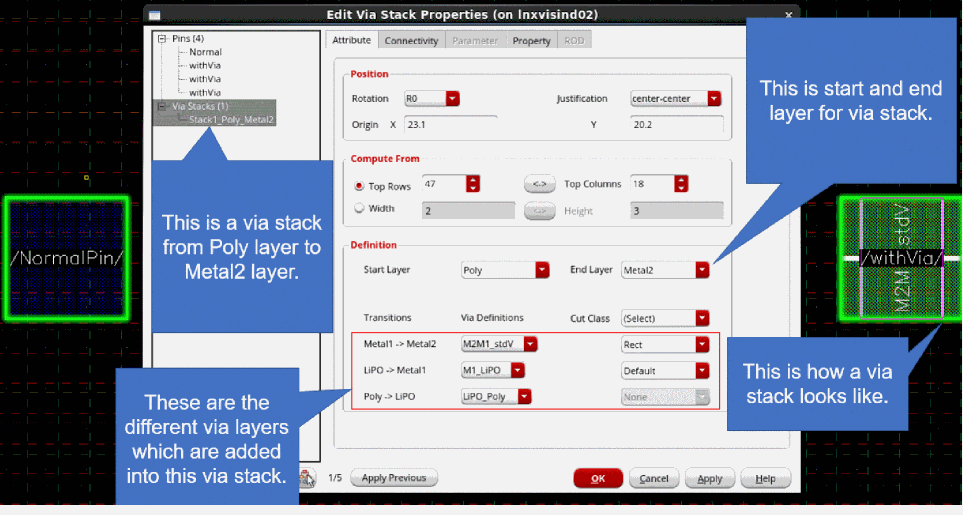 Edit Via Stack Properties (on lnxvisind02)
Pins (4)
Normal
withVia
withVia
withVia
Via Stacks (1)
Stack1_Poly_Metal2
Attribute Connectivity Parameter Property ROD
Position
Rotation R0 Justification center-center
Origin X 23.1 Y 20.2
Compute From
Top Rows 47 <-> Top Columns 18
Width 2 <-> Height 3
Definition
Start Layer Poly End Layer Metal2
Transitions Via Definitions Cut Class (Select)
Metal1 -> Metal2 M2M1_stdV Rect
LiPO -> Metal1 M1_LiPO Default
Poly -> LiPO LiPO_Poly None
1/5 Apply Previous OK Cancel Apply Help
/NormalPin/
/withVia/
M2M stdV
This is a via stack
from Poly layer to
Metal2 layer.
These are the
different via layers
which are added
into this via stack.
This is start and end
layer for via stack.
This is how a via
stack looks like.